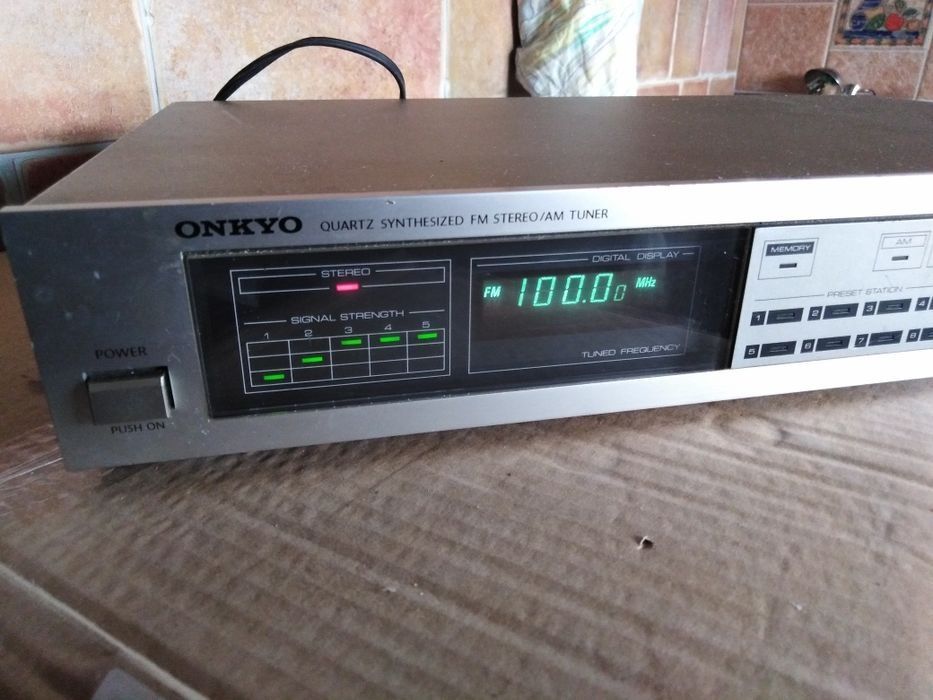 ONKYO QUARTZ SYNTHESIZED FM STEREO/AM TUNER
STEREO
SIGNAL STRENGTH
1 2 3 4 5
DIGITAL DISPLAY
FM 100.00 MHz
TUNED FREQUENCY
MEMORY
AM
PRESET STATION
1 2 3 4
5 6 7 8
POWER
PUSH ON